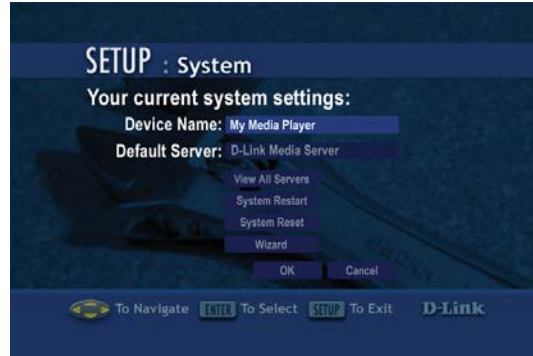 SETUP : System
Your current system settings:
Device Name: My Media Player
Default Server: D-Link Media Server
View All Servers
System Restart
System Reset
Wizard
OK Cancel
To Navigate ENTER To Select SETUP To Exit D-Link